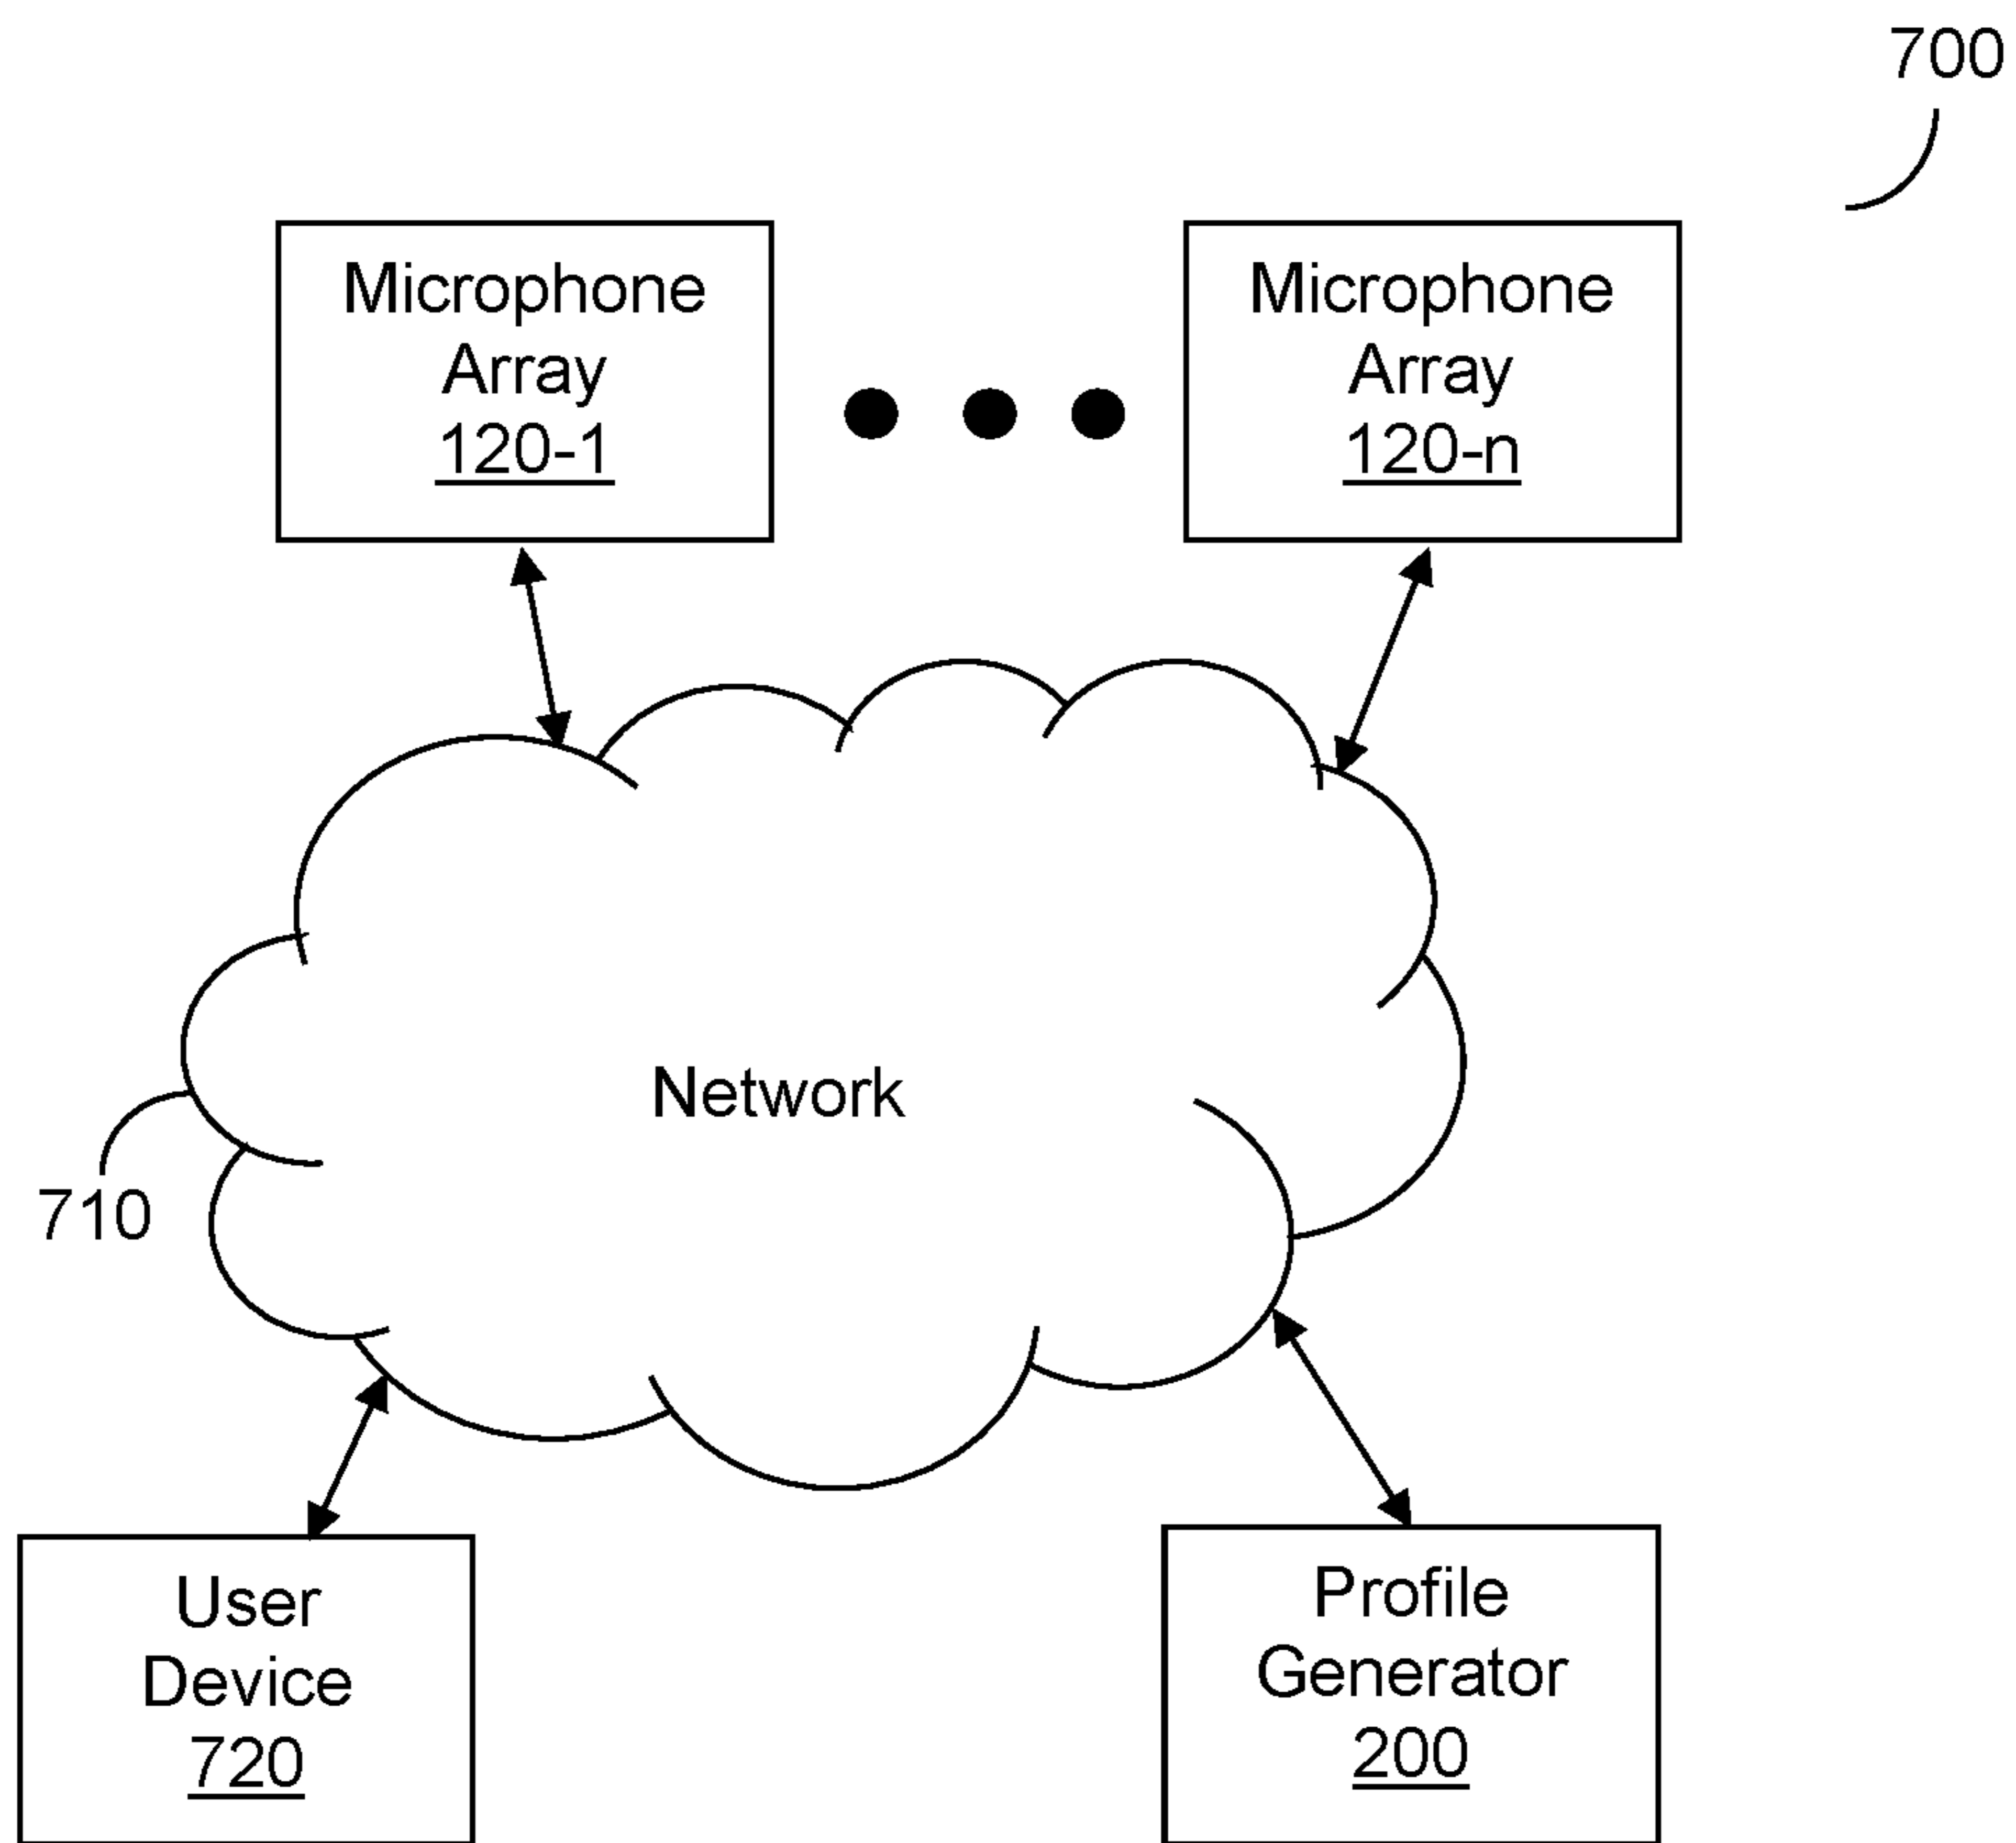 700
Microphone
Array
120-1
Microphone
Array
120-n
Network
710
User
Device
720
Profile
Generator
200